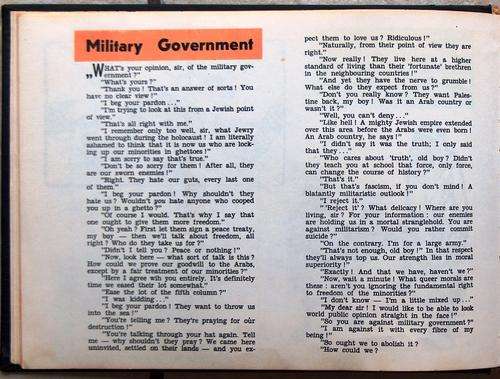 Military Government
„WHAT's your opinion, sir, of the military gov-
ernment?"
"What's yours?"
"Thank you! That's an answer of sorts! You
have no clear view!"
"I beg your pardon..."
"I'm trying to look at this from a Jewish point
of view."
"That's all right with me."
"I remember only too well, sir, what Jewry
went through during the holocaust! I am literally
ashamed to think that it is now us who are lock-
ing up our minorities in ghettoes!"
"I am sorry to say that's true."
"Don't be so sorry for them! After all, they
are our sworn enemies!"
"Right. They hate our guts, every last one
of them."
"I beg your pardon! Why shouldn't they
hate us? Wouldn't you hate anyone who cooped
you up in a ghetto?"
"Of course I would. That's why I say that
one ought to give them more freedom."
"Oh yeah? First let them sign a peace treaty,
my boy — then we'll talk about freedom, all
right? Who do they take us for?"
"Didn't I tell you? Peace or nothing!"
"Now, look here — what sort of talk is this?
How could we prove our goodwill to the Arabs
except by a fair treatment of our minorities?"
"Here I agree with you entirely. It's definitely
time we eased their lot somewhat."
"Ease the lot of the fifth column?"
"I was kidding..."
"I beg your pardon! They want to throw us
into the sea!"
"You're telling me? They're praying for our
destruction!"
"You're talking through your hat again. Tell
me — why shouldn't they pray? We came here
uninvited, settled on their lands — and you ex-
pect them to love us? Ridiculous!"
"Naturally, from their point of view they are
right."
"Now really! They live here at a higher
standard of living than their 'fortunate' brethren
in the neighbouring countries!"
"And yet they have the nerve to grumble!
What else do they expect from us?"
"Don't you really know? They want Pales-
tine back, my boy! Was it an Arab country or
wasn't it?"
"Well, you can't deny..."
"Like hell! A mighty Jewish empire extended
over this area before the Arabs were even born!
An Arab country, he says!"
"I didn't say it was the truth; I only said
that they..."
"Who cares about 'truth', old boy? Didn't
they teach you at school that force, only force,
can change the course of history?"
"That's it."
"But that's fascism, if you don't mind! A
blatantly militaristic outlook!"
"I reject it."
"'Reject it'? What delicacy! Where are you
living, sir? For your information: our enemies
are holding us in a mortal stranglehold. You are
against militarism? Would you rather commit
suicide?"
"On the contrary. I'm for a large army."
"That's not enough, old boy! In that respect
they'll always top us. Our strength lies in moral
superiority!"
"Exactly! And that we have, haven't we?"
"Now, wait a minute! What queer morals are
these: aren't you ignoring the fundamental right
to freedom of the minorities?"
"I don't know — I'm a little mixed up..."
"My dear sir! I would like to be able to look
world public opinion straight in the face!"
"So you are against military government?"
"I am against it with every fibre of my
being!"
"So ought we to abolish it?
"How could we?